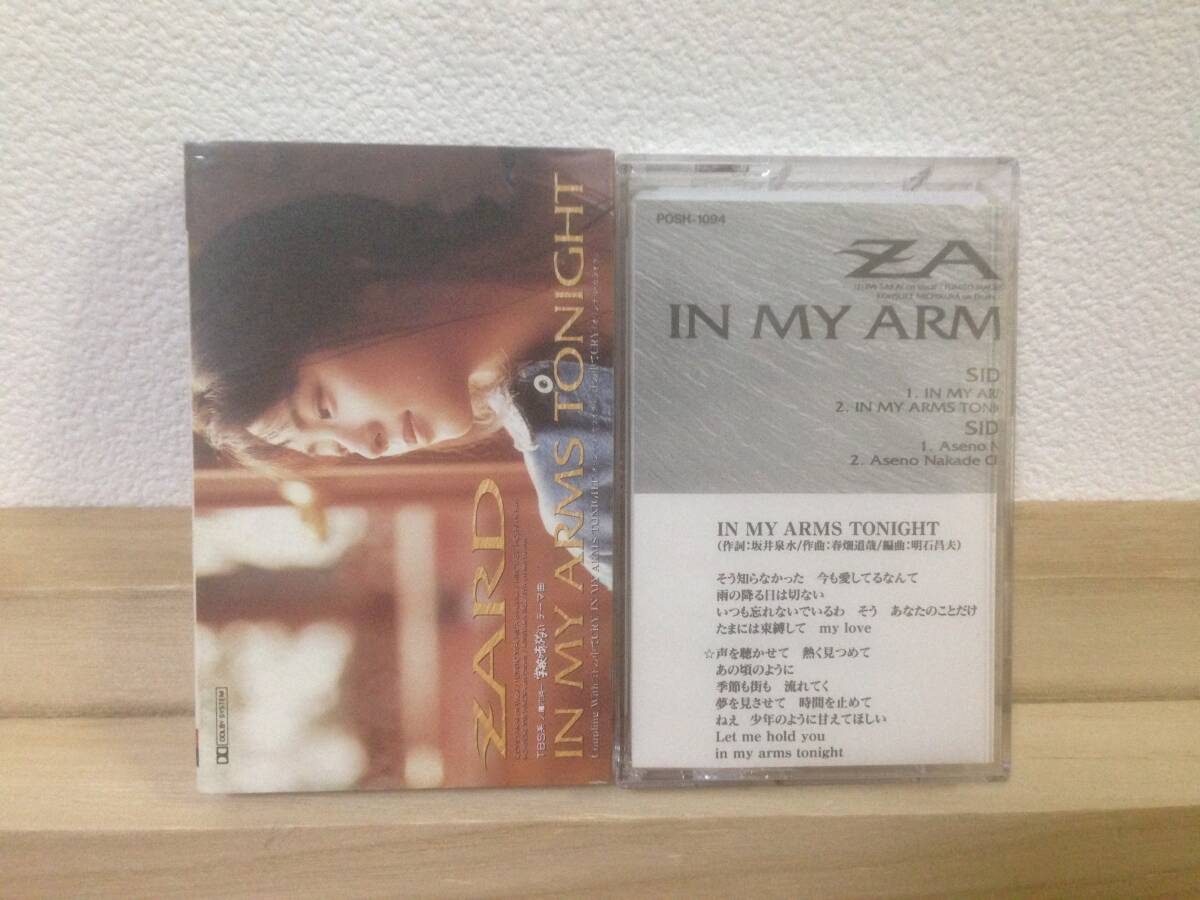 ZARD
TBS系
学校があぶない テーマ曲
IN MY ARMS TONIGHT
DOLBY SYSTEM
POSH-1094
ZA
IN MY ARM
SID
1. IN MY AR
2. IN MY ARMS TONI
SID
1. Aseno N
2. Aseno Nakade C
IN MY ARMS TONIGHT
(作詞:坂井泉水/作曲:春畑道哉/編曲:明石昌夫)
そう知らなかった 今も愛してるなんて
雨の降る日は切ない
いつも忘れないでいるわ そう あなたのことだけ
たまには束縛して my love
☆声を聴かせて 熱く見つめて
あの頃のように
季節も街も 流れてく
夢を見させて 時間を止めて
ねえ 少年のように甘えてほしい
Let me hold you
in my arms tonight